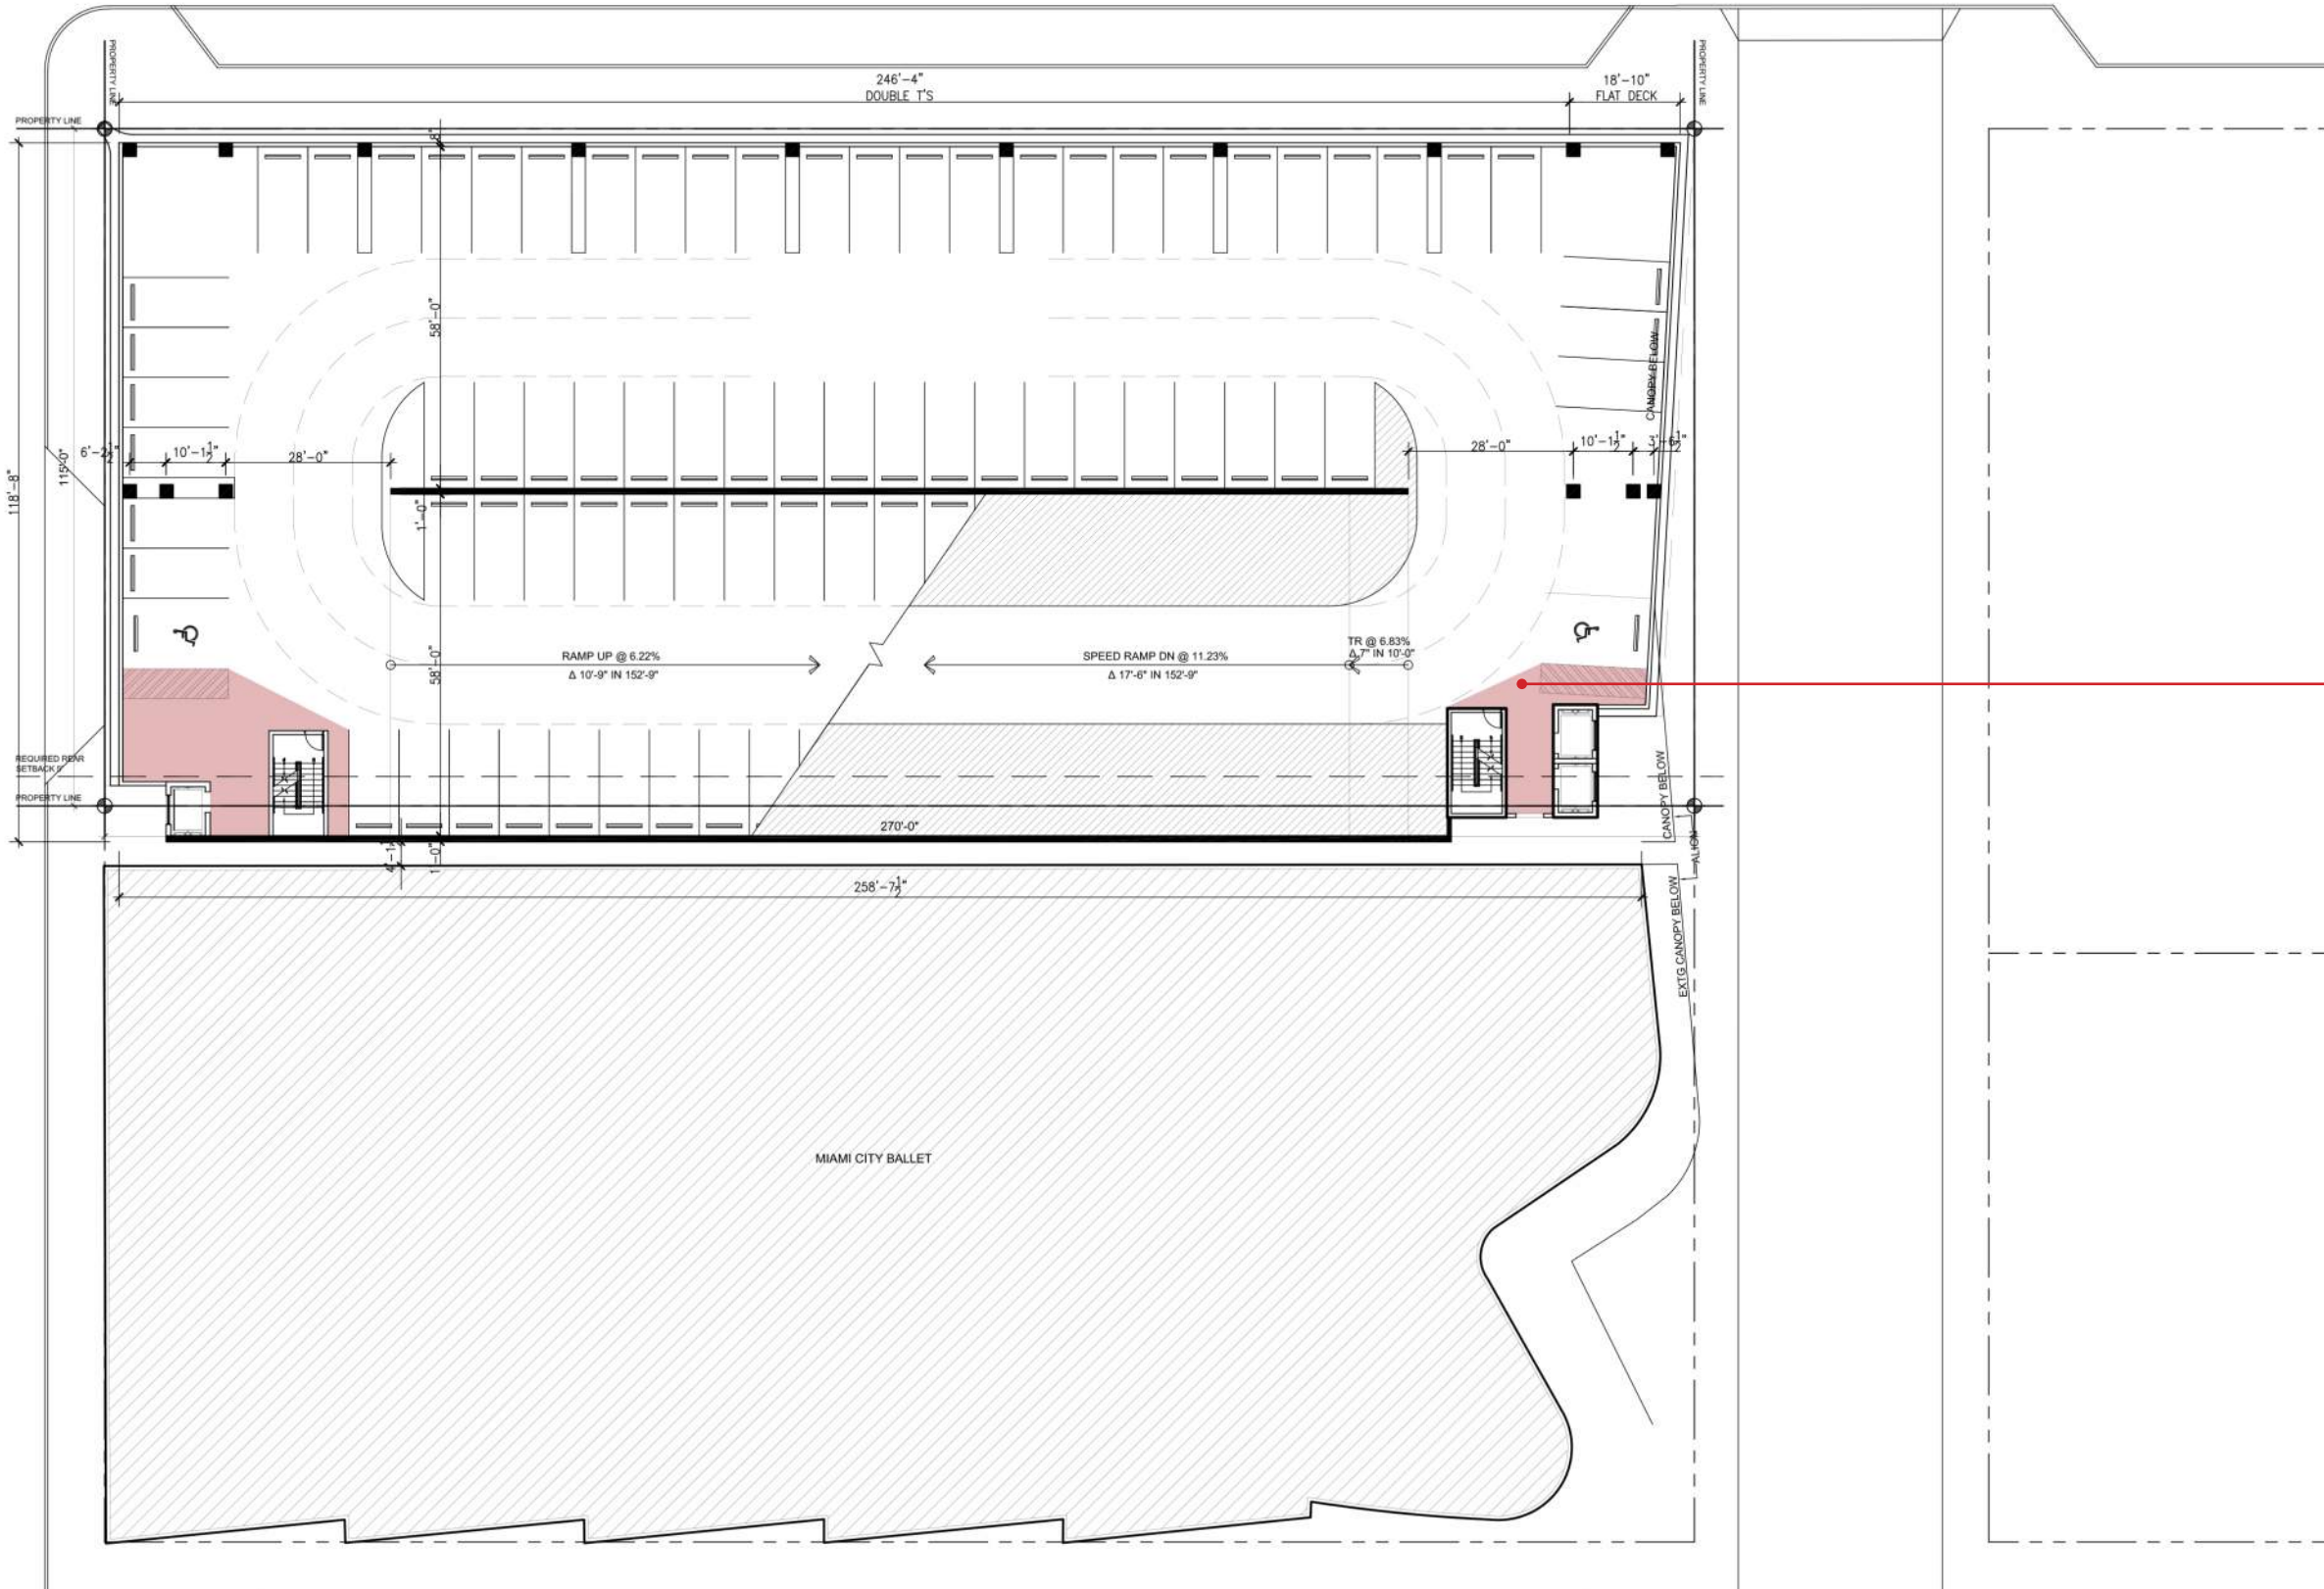 PROPERTY LINE
PROPERTY LINE
246'-4"
DOUBLE T'S
18'-10"
FLAT DECK
PROPERTY LINE
8"
58'-0"
CANOPY BELOW
6'-2½"
10'-1½"
28'-0"
28'-0"
10'-1½"
3'-6½"
118'-8"
115'-0"
1'-0"
58'-0"
RAMP UP @ 6.22%
Δ 10'-9" IN 152'-9"
SPEED RAMP DN @ 11.23%
Δ 17'-6" IN 152'-9"
TR @ 6.83%
Δ 7" IN 10'-0"
REQUIRED REAR
PROPERTY LINE
CANOPY BELOW
270'-0"
1'-0"
ALIGN
258'-7½"
EXTG CANOPY BELOW
MIAMI CITY BALLET